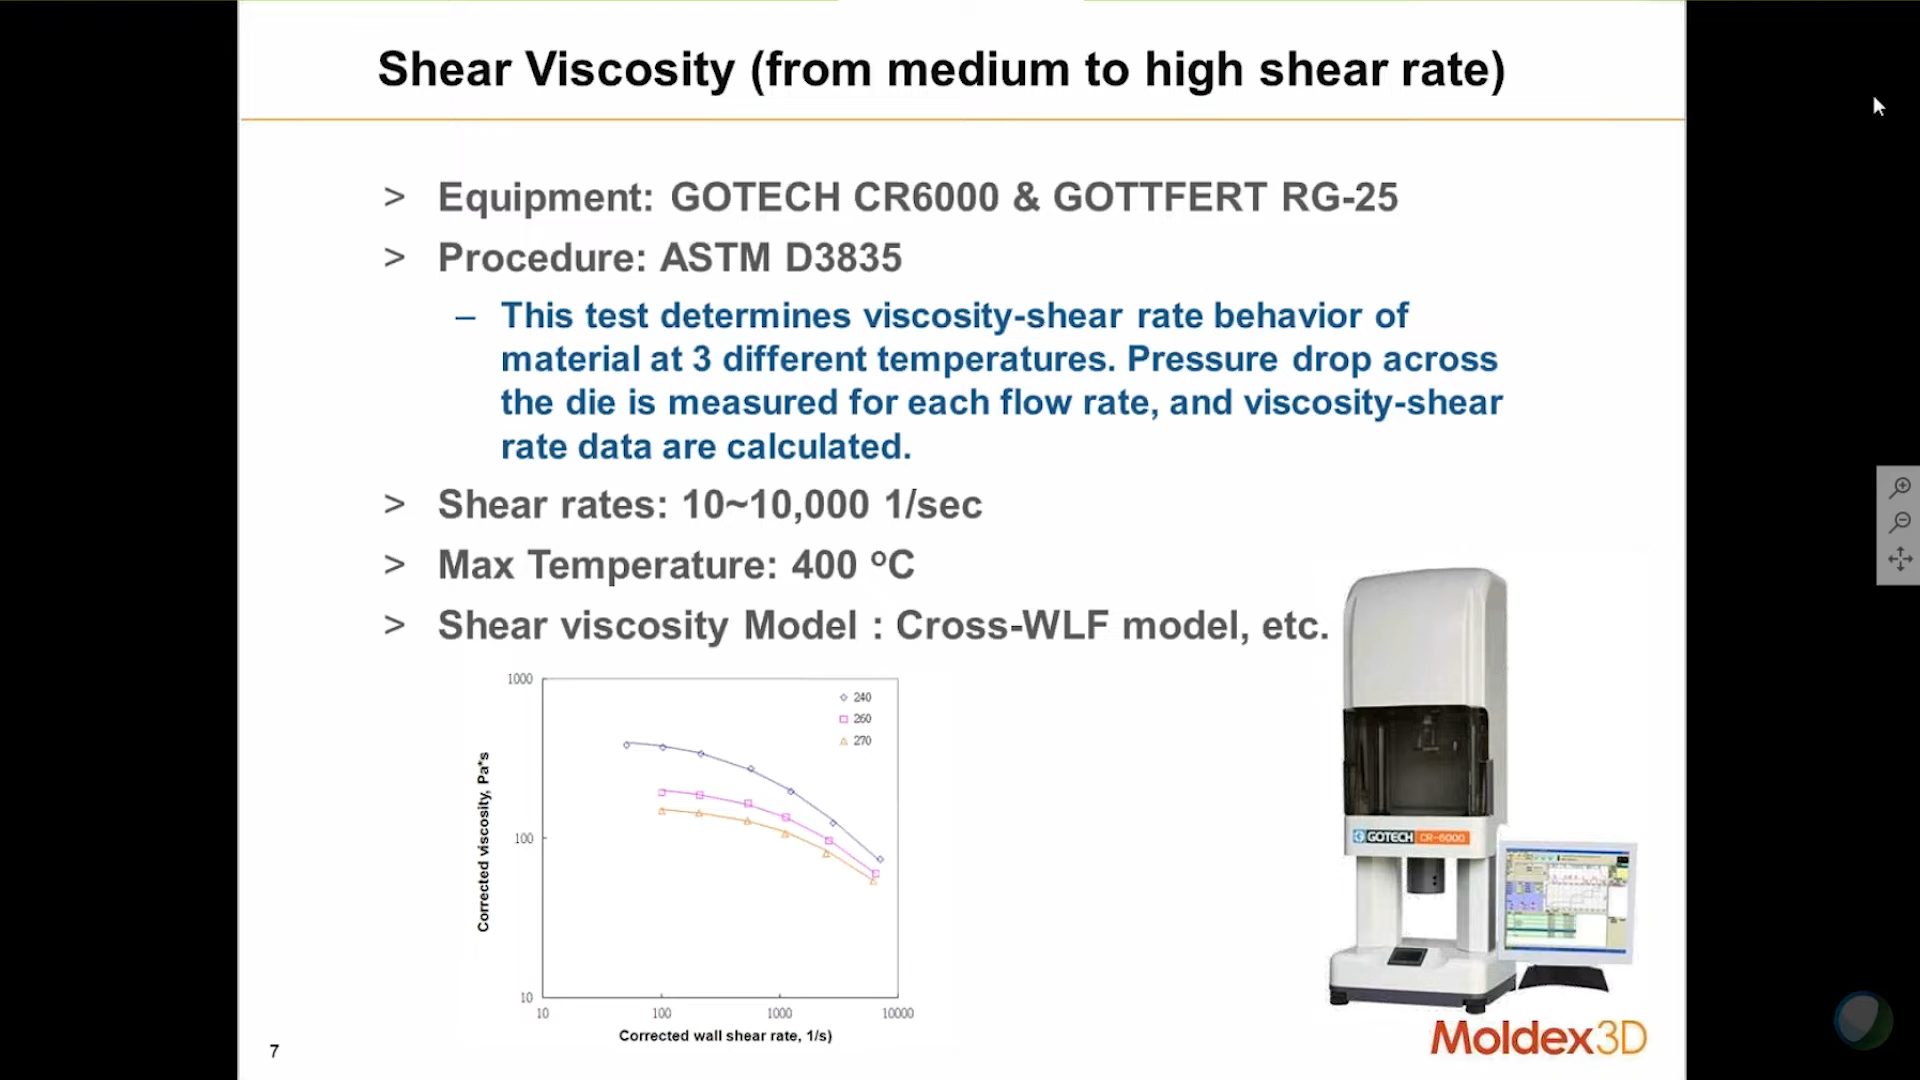 Shear Viscosity (from medium to high shear rate)
> Equipment: GOTECH CR6000 & GOTTFERT RG-25
> Procedure: ASTM D3835
– This test determines viscosity-shear rate behavior of
material at 3 different temperatures. Pressure drop across
the die is measured for each flow rate, and viscosity-shear
rate data are calculated.
> Shear rates: 10~10,000 1/sec
> Max Temperature: 400 °C
> Shear viscosity Model : Cross-WLF model, etc.
1000
100
10
Corrected viscosity, Pa*s
240
260
270
10 100 1000 10000
Corrected wall shear rate, 1/s)
GOTECH CR-6000
7
Moldex3D